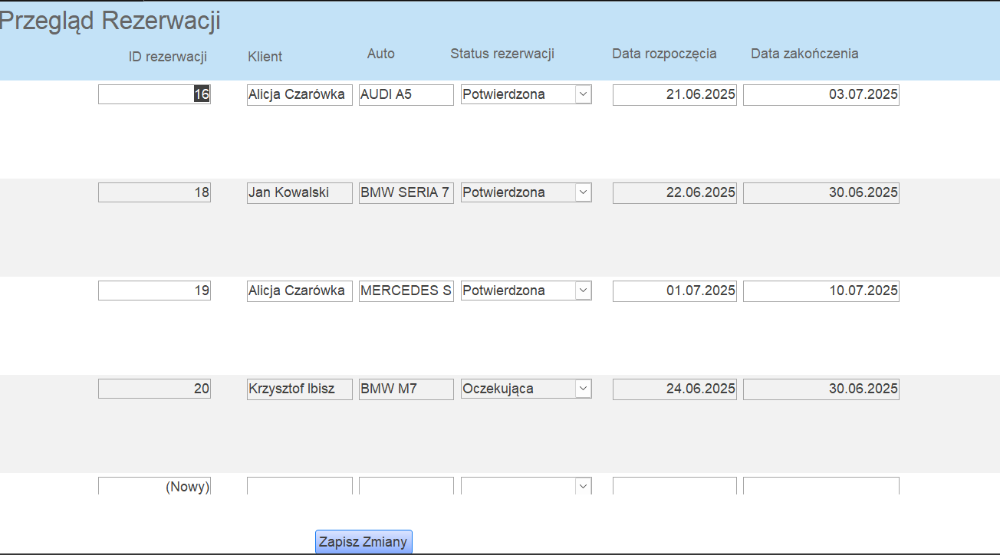 Przegląd Rezerwacji
ID rezerwacji Klient Auto Status rezerwacji Data rozpoczęcia Data zakończenia
16 Alicja Czarówka AUDI A5 Potwierdzona 21.06.2025 03.07.2025
18 Jan Kowalski BMW SERIA 7 Potwierdzona 22.06.2025 30.06.2025
19 Alicja Czarówka MERCEDES S Potwierdzona 01.07.2025 10.07.2025
20 Krzysztof Ibisz BMW M7 Oczekująca 24.06.2025 30.06.2025
(Nowy)
Zapisz Zmiany